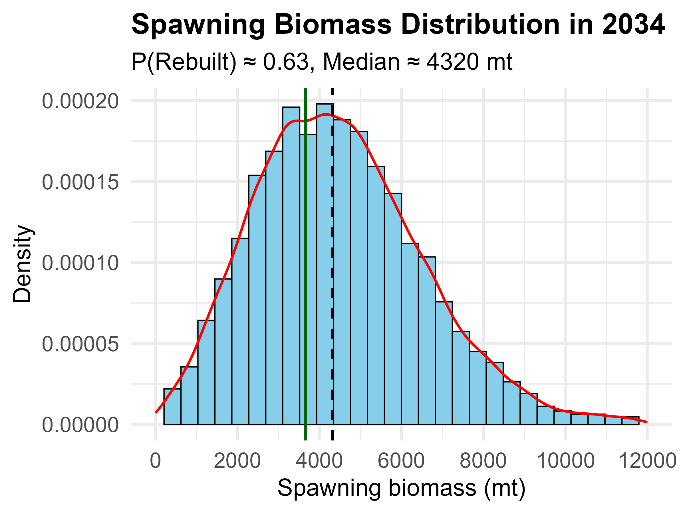 Spawning Biomass Distribution in 2034
P(Rebuilt) ≈ 0.63, Median ≈ 4320 mt
0.00020
0.00015
0.00010
0.00005
0.00000
Density
0 2000 4000 6000 8000 10000 12000
Spawning biomass (mt)